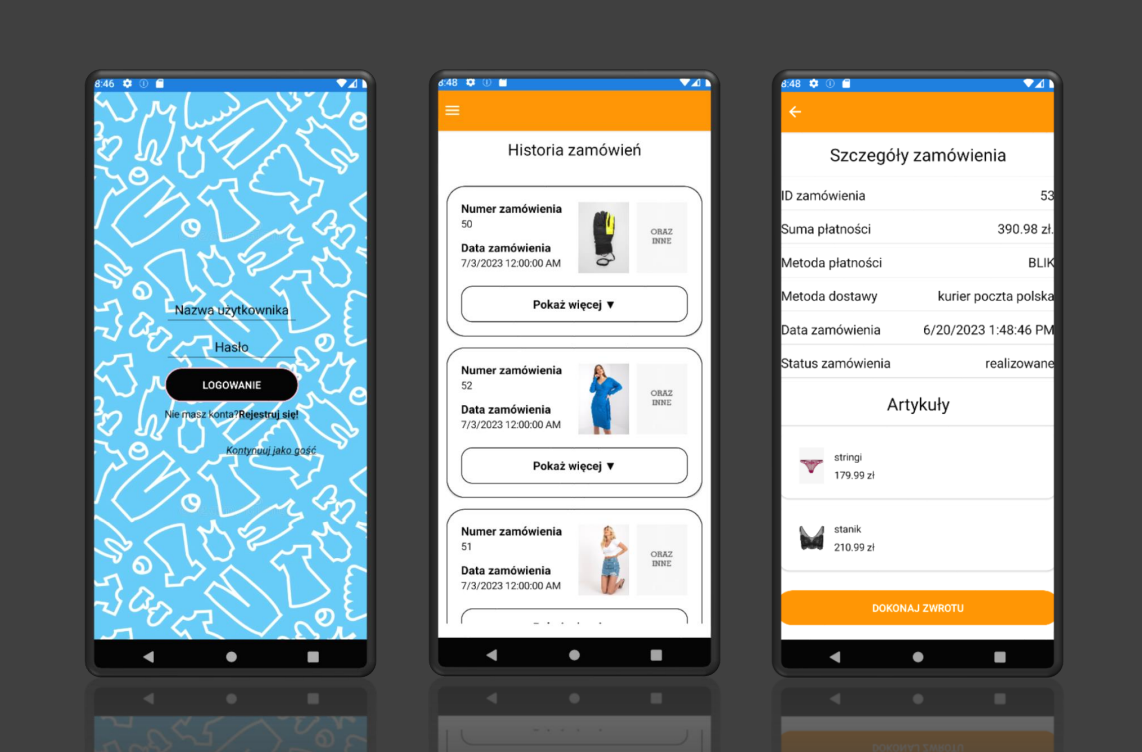 8:46
Nazwa użytkownika
Hasło
LOGOWANIE
Nie masz konta?Rejestruj się!
Kontynuuj jako gość
8:48
Historia zamówień
Numer zamówienia
50
Data zamówienia
7/3/2023 12:00:00 AM
ORAZ
INNE
Pokaż więcej ▼
Numer zamówienia
52
Data zamówienia
7/3/2023 12:00:00 AM
ORAZ
INNE
Pokaż więcej ▼
Numer zamówienia
51
Data zamówienia
7/3/2023 12:00:00 AM
ORAZ
INNE
8:48
Szczegóły zamówienia
ID zamówienia 53
Suma płatności 390.98 zł.
Metoda płatności BLIK
Metoda dostawy kurier poczta polska
Data zamówienia 6/20/2023 1:48:46 PM
Status zamówienia realizowane
Artykuły
stringi
179.99 zł
stanik
210.99 zł
DOKONAJ ZWROTU